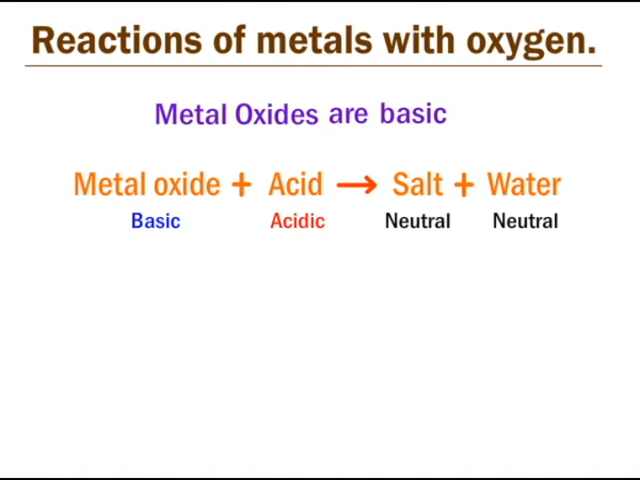 Reactions of metals with oxygen.
Metal Oxides are basic
Metal oxide + Acid → Salt + Water
Basic Acidic Neutral Neutral